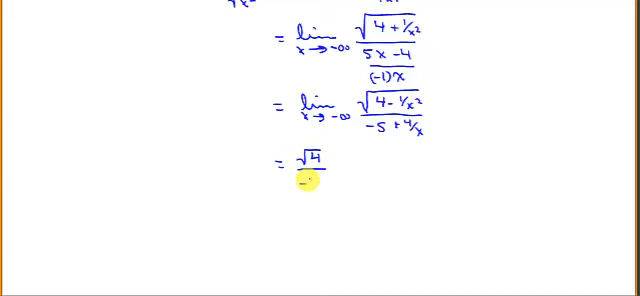 = lim x→-∞ √(4 + 1/x²) / ((5x - 4) / ((-1)x))
= lim x→-∞ √(4 - 1/x²) / (-5 + 4/x)
= √4 / -